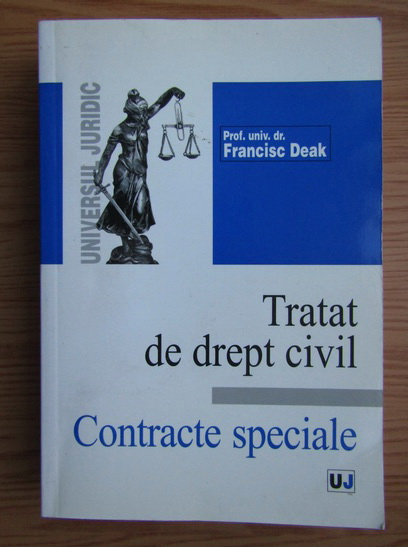 UNIVERSUL JURIDIC
Prof. univ. dr.
Francisc Deak
Tratat
de drept civil
Contracte speciale
UJ